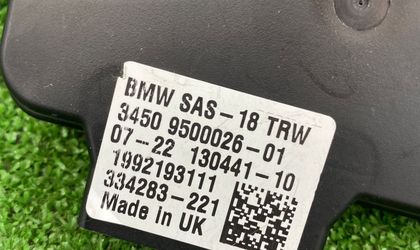 BMW SAS-18 TRW
3450 9500026-01
07--22 130441-10
1992193111
334283-221
Made in UK